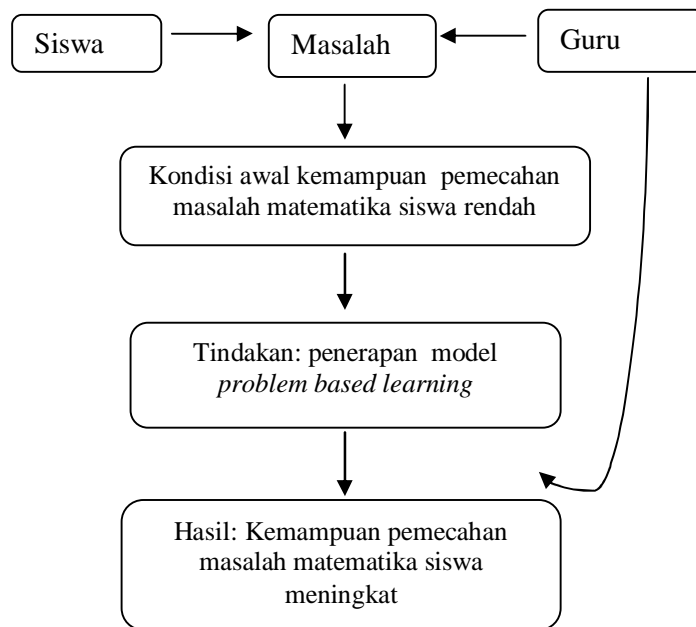 Siswa
Masalah
Guru
Kondisi awal kemampuan pemecahan
masalah matematika siswa rendah
Tindakan: penerapan model
problem based learning
Hasil: Kemampuan pemecahan
masalah matematika siswa
meningkat